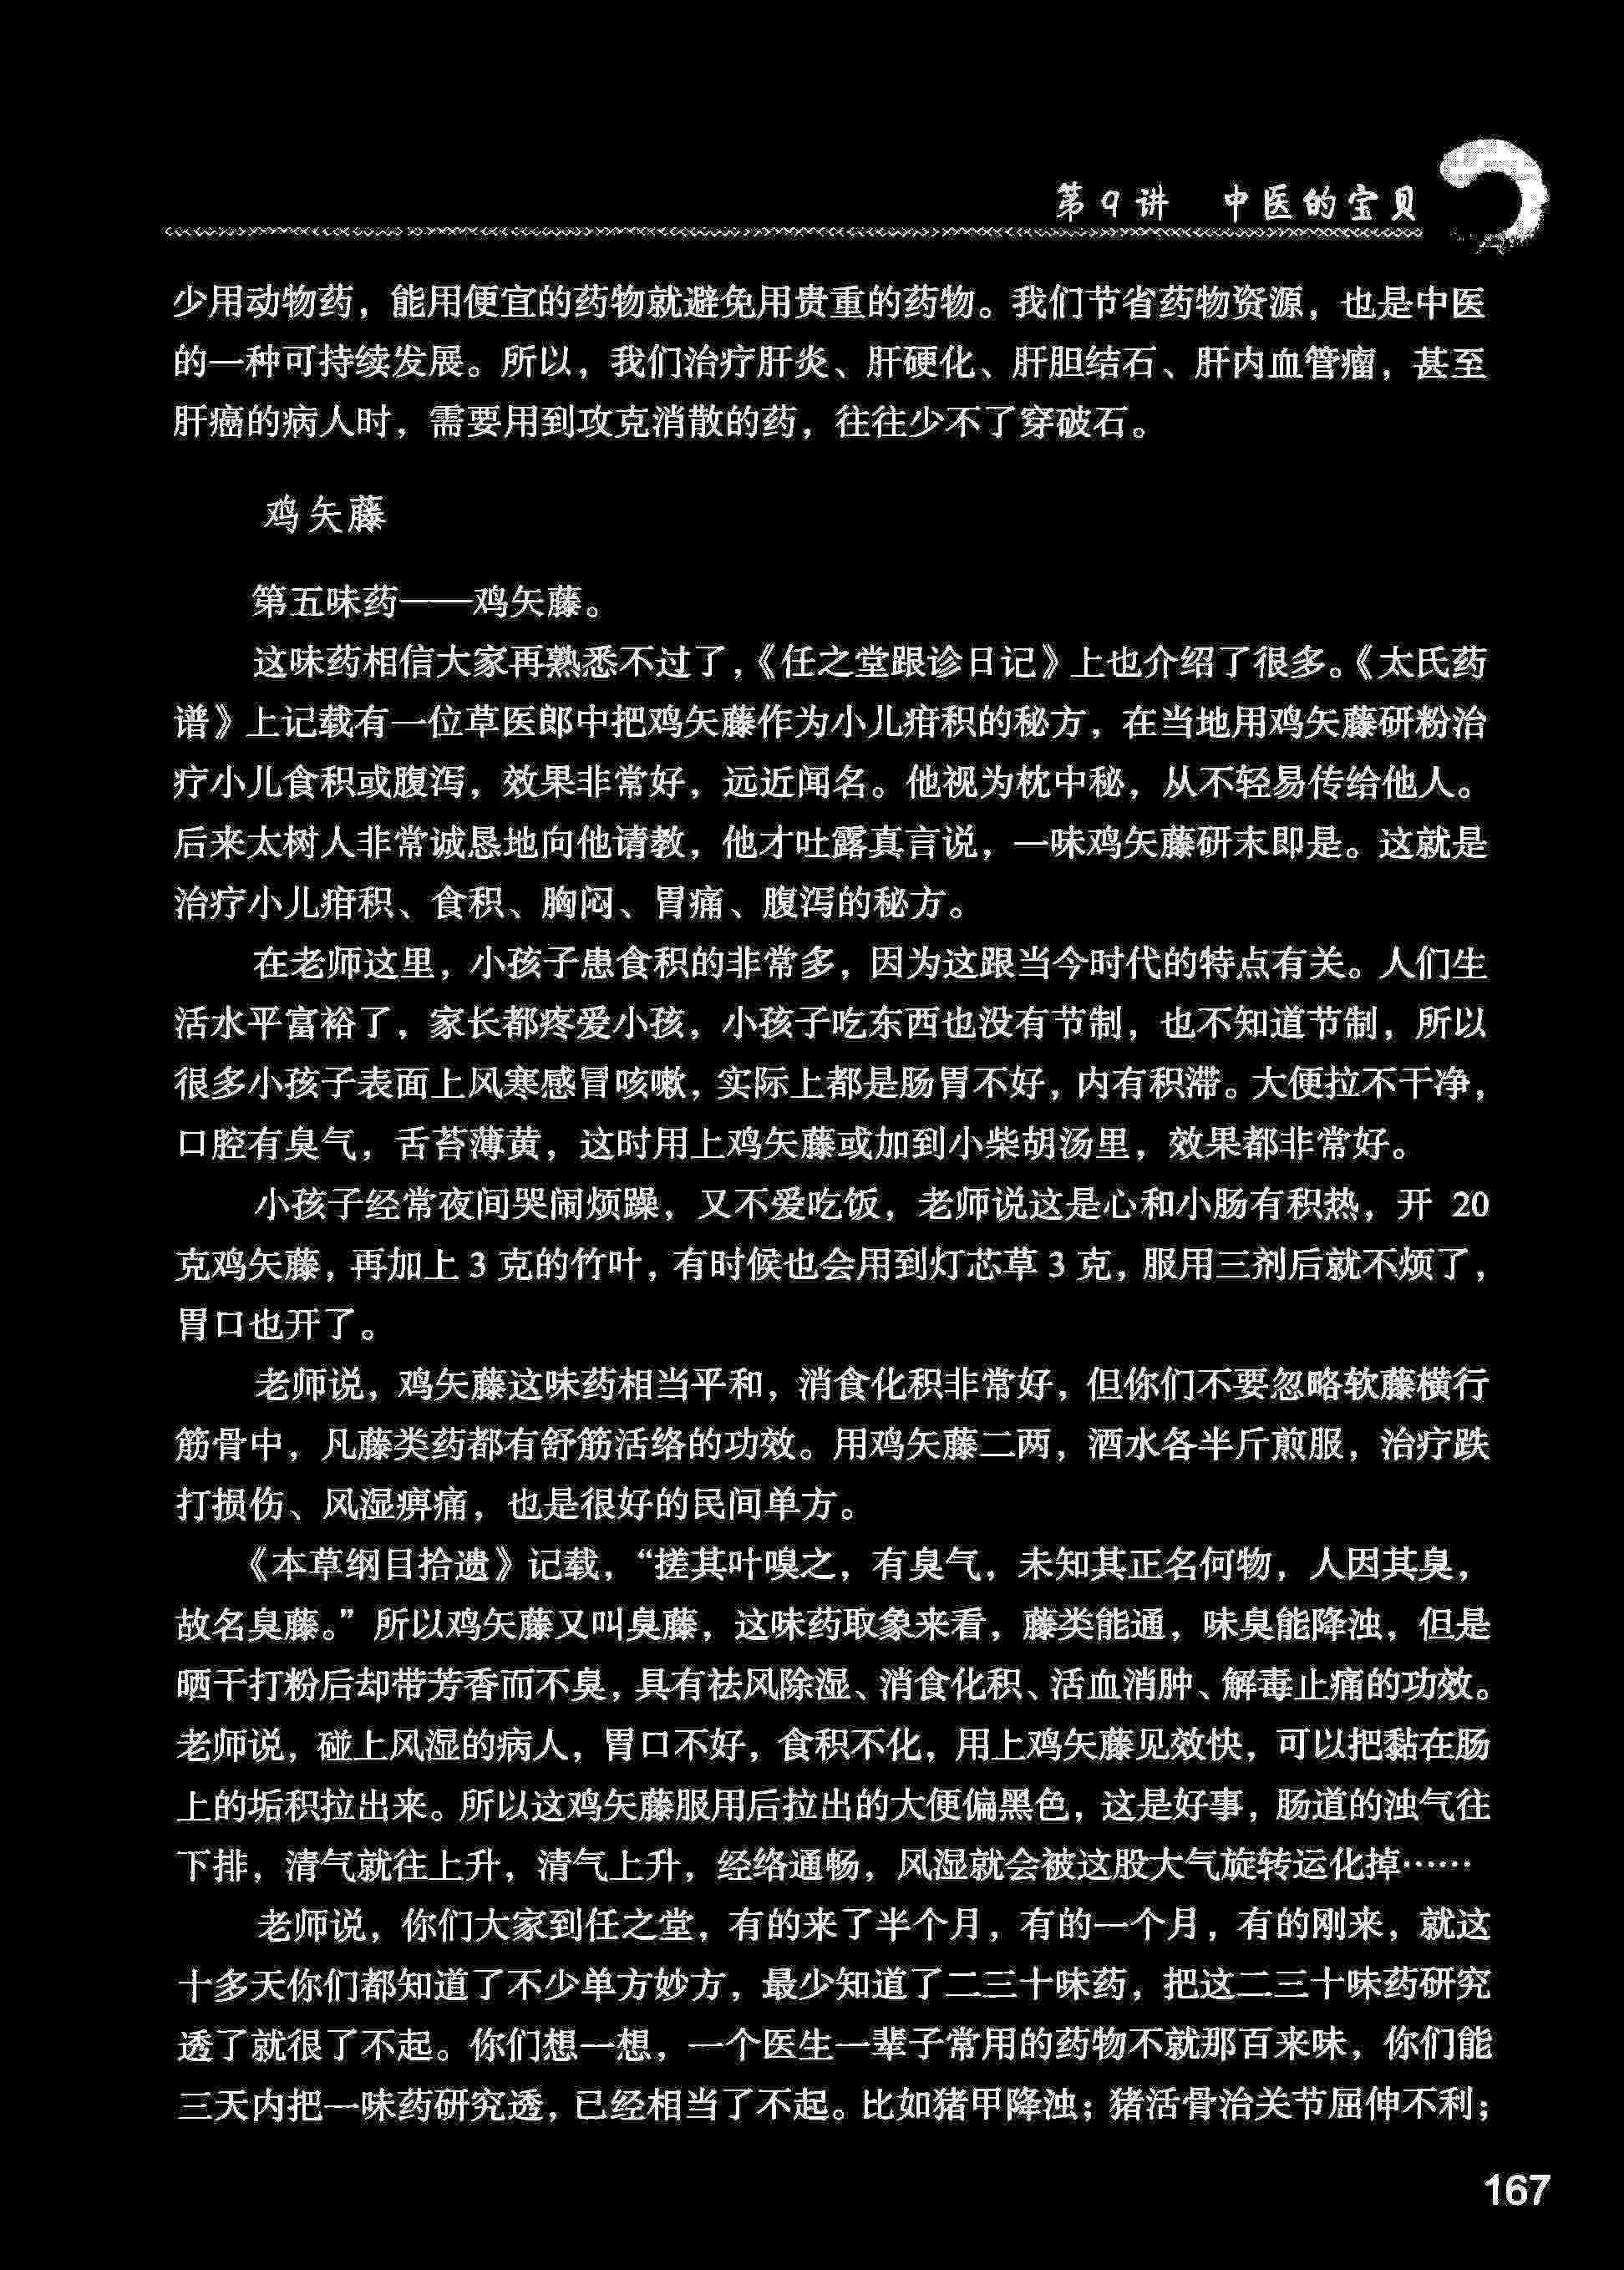 第9讲 中医的宝贝
少用动物药，能用便宜的药物就避免用贵重的药物。我们节省药物资源，也是中医
的一种可持续发展。所以，我们治疗肝炎、肝硬化、肝胆结石、肝内血管瘤，甚至
肝癌的病人时，需要用到攻克消散的药，往往少不了穿破石。
鸡矢藤
第五味药——鸡矢藤。
这味药相信大家再熟悉不过了，《任之堂跟诊日记》上也介绍了很多。《太氏药
谱》上记载有一位草医郎中把鸡矢藤作为小儿疳积的秘方，在当地用鸡矢藤研粉治
疗小儿食积或腹泻，效果非常好，远近闻名。他视为枕中秘，从不轻易传给他人。
后来太树人非常诚恳地向他请教，他才吐露真言说，一味鸡矢藤研末即是。这就是
治疗小儿疳积、食积、胸闷、胃痛、腹泻的秘方。
在老师这里，小孩子患食积的非常多，因为这跟当今时代的特点有关。人们生
活水平富裕了，家长都疼爱小孩，小孩子吃东西也没有节制，也不知道节制，所以
很多小孩子表面上风寒感冒咳嗽，实际上都是肠胃不好，内有积滞。大便拉不干净，
口腔有臭气，舌苔薄黄，这时用上鸡矢藤或加到小柴胡汤里，效果都非常好。
小孩子经常夜间哭闹烦躁，又不爱吃饭，老师说这是心和小肠有积热，开 20
克鸡矢藤，再加上 3 克的竹叶，有时候也会用到灯芯草 3 克，服用三剂后就不烦了，
胃口也开了。
老师说，鸡矢藤这味药相当平和，消食化积非常好，但你们不要忽略软藤横行
筋骨中，凡藤类药都有舒筋活络的功效。用鸡矢藤二两，酒水各半斤煎服，治疗跌
打损伤、风湿痹痛，也是很好的民间单方。
《本草纲目拾遗》记载，“搓其叶嗅之，有臭气，未知其正名何物，人因其臭，
故名臭藤。”所以鸡矢藤又叫臭藤，这味药取象来看，藤类能通，味臭能降浊，但是
晒干打粉后却带芳香而不臭，具有祛风除湿、消食化积、活血消肿、解毒止痛的功效。
老师说，碰上风湿的病人，胃口不好，食积不化，用上鸡矢藤见效快，可以把黏在肠
上的垢积拉出来。所以这鸡矢藤服用后拉出的大便偏黑色，这是好事，肠道的浊气往
下排，清气就往上升，清气上升，经络通畅，风湿就会被这股大气旋转运化掉……
老师说，你们大家到任之堂，有的来了半个月，有的一个月，有的刚来，就这
十多天你们都知道了不少单方妙方，最少知道了二三十味药，把这二三十味药研究
透了就很了不起。你们想一想，一个医生一辈子常用的药物不就那百来味，你们能
三天内把一味药研究透，已经相当了不起。比如猪甲降浊；猪活骨治关节屈伸不利；
167